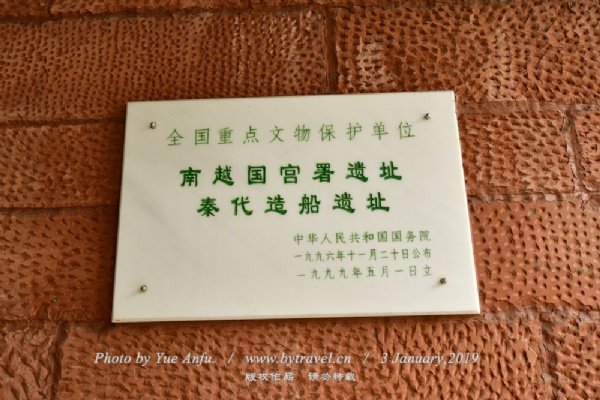 全国重点文物保护单位
南越国宫署遗址
秦代造船遗址
中华人民共和国国务院
一九九六年十一月二十日公布
一九九九年五月一日立
Photo by Yue Anfu. / www.bytravel.cn / 3 January,2019
版权作品 请勿转载